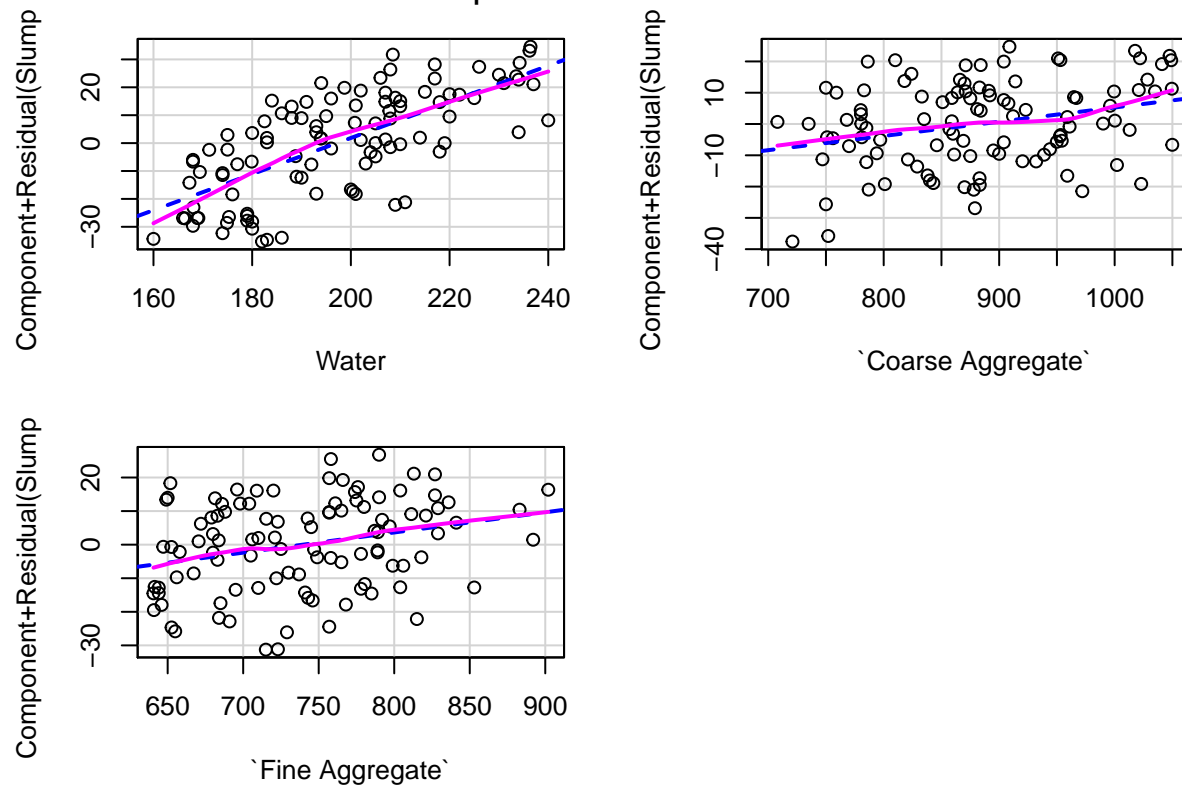 Component+Residual(Slump
20
0
−30
160 180 200 220 240
Water
Component+Residual(Slump
10
−10
−40
700 800 900 1000
`Coarse Aggregate`
Component+Residual(Slump
20
0
−30
650 700 750 800 850 900
`Fine Aggregate`